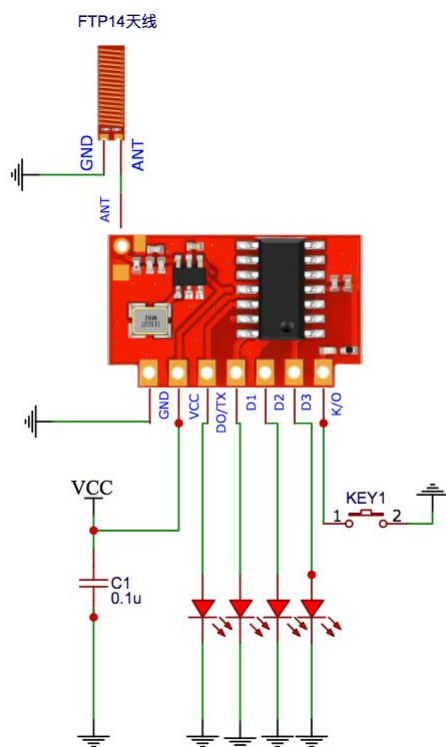 FTP14天线
GND
ANT
ANT
GND
VCC
DO/TX
D1
D2
D3
K/O
VCC
C1
0.1u
KEY1
1
2